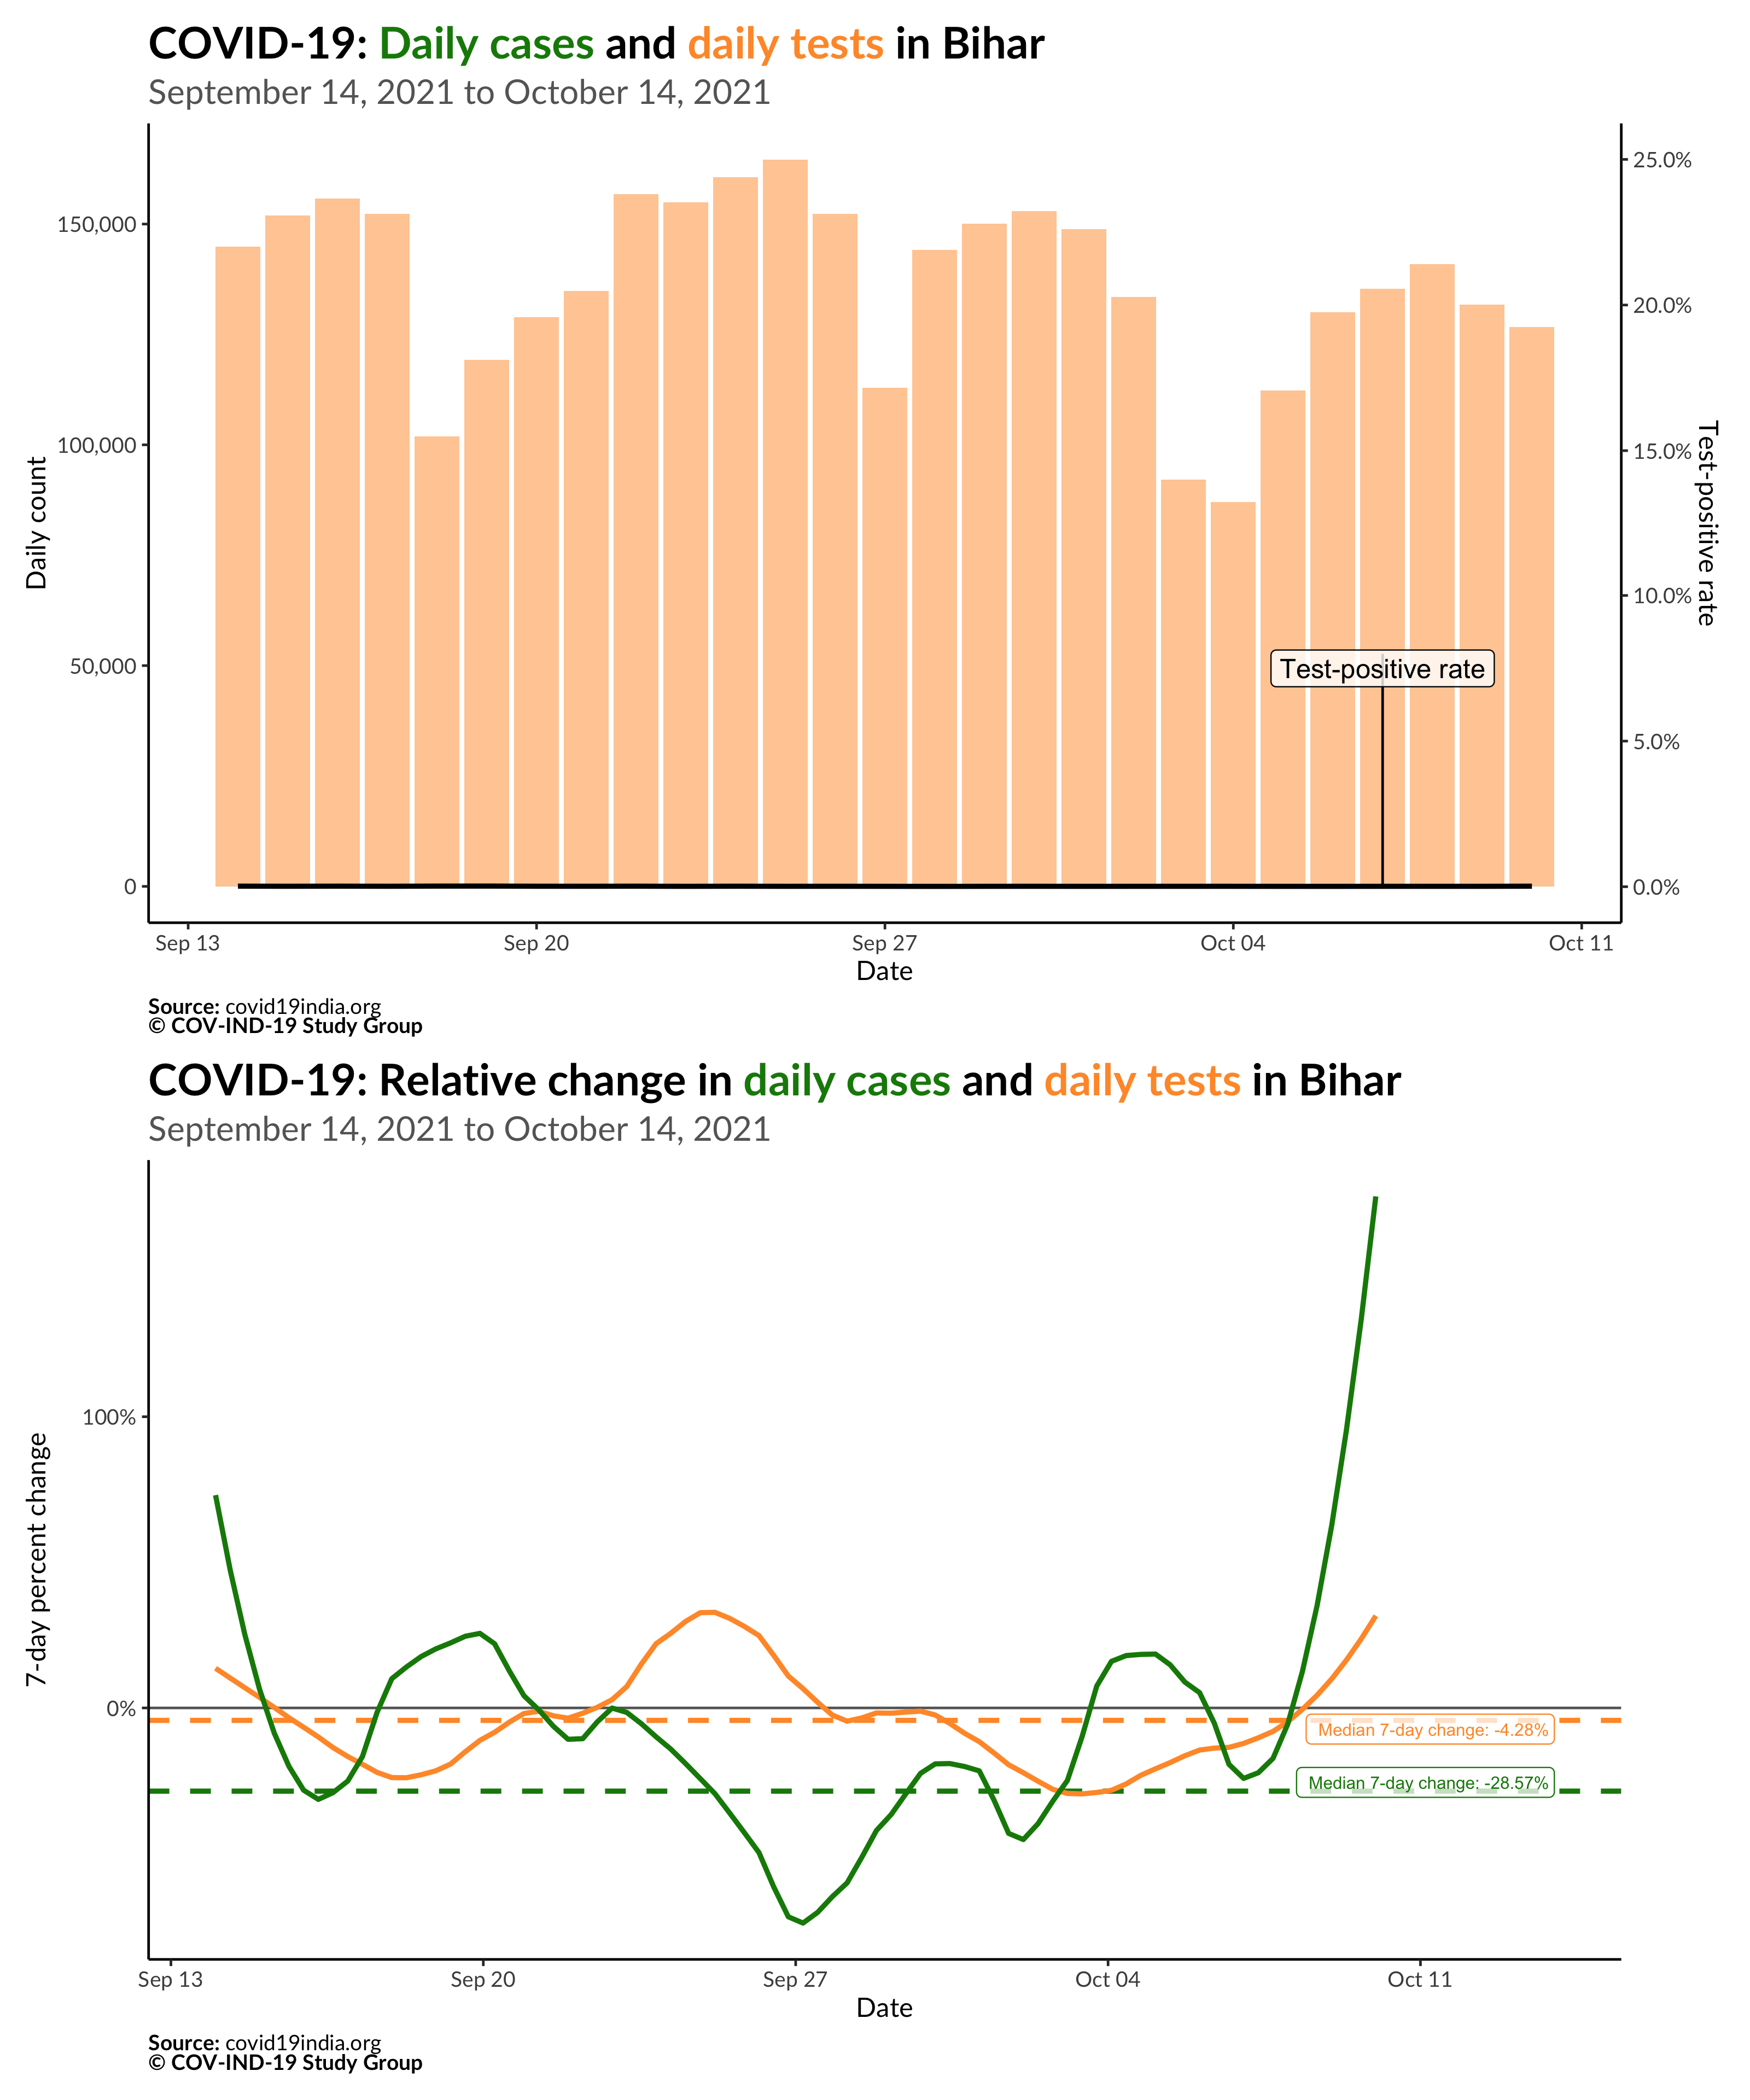 COVID-19: Daily cases and daily tests in Bihar
September 14, 2021 to October 14, 2021
Daily count
150,000
100,000
50,000
0
25.0%
20.0%
15.0%
10.0%
5.0%
0.0%
Test-positive rate
Test-positive rate
Sep 13
Sep 20
Sep 27
Oct 04
Oct 11
Date
Source: covid19india.org
© COV-IND-19 Study Group
COVID-19: Relative change in daily cases and daily tests in Bihar
September 14, 2021 to October 14, 2021
7-day percent change
100%
0%
Median 7-day change: -4.28%
Median 7-day change: -28.57%
Sep 13
Sep 20
Sep 27
Oct 04
Oct 11
Date
Source: covid19india.org
© COV-IND-19 Study Group